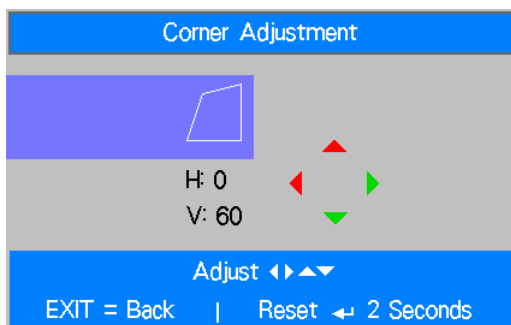 Corner Adjustment
H: 0
V: 60
Adjust
EXIT = Back | Reset ↵ 2 Seconds